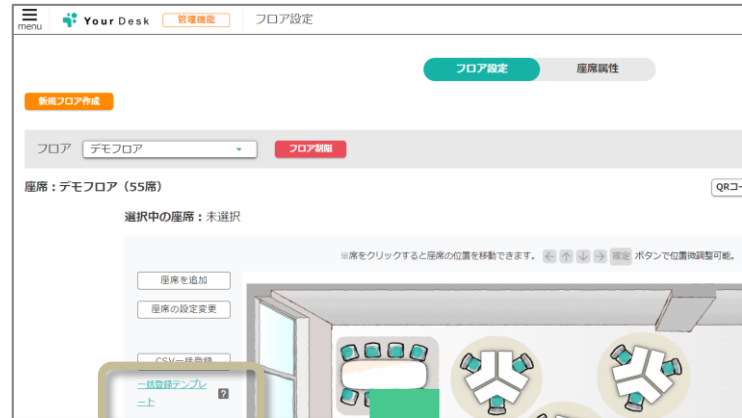 menu
Your Desk
管理機能
フロア設定
フロア設定
座席属性
新規フロア作成
フロア
デモフロア
フロア制限
座席：デモフロア（55席）
QRコー
選択中の座席：未選択
※席をクリックすると座席の位置を移動できます。 ← ↑ ↓ → 確定 ボタンで位置微調整可能。
座席を追加
座席の設定変更
CSV一括登録
一括登録テンプレ
ート
?